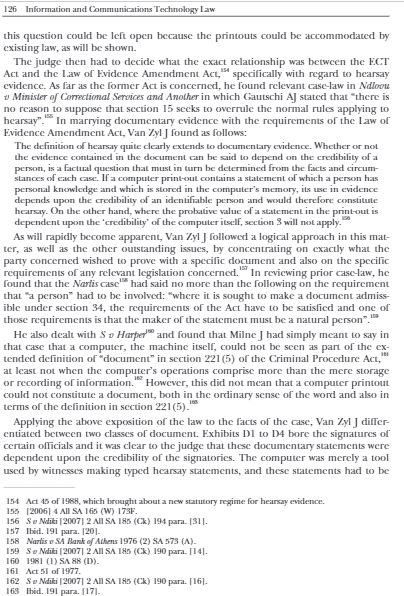 126 Information and Communications Technology Law
this question could be left open because the printouts could be accommodated by
existing law, as will be shown.
The judge then had to decide what the exact relationship was between the ECT
Act and the Law of Evidence Amendment Act,154 specifically with regard to hearsay
evidence. As far as the former Act is concerned, he found relevant case-law in Ndlovu
v Minister of Correctional Services and Another in which Gautschi AJ stated that “there is
no reason to suppose that section 15 seeks to overrule the normal rules applying to
hearsay”.155 In marrying documentary evidence with the requirements of the Law of
Evidence Amendment Act, Van Zyl J found as follows:
The definition of hearsay quite clearly extends to documentary evidence. Whether or not
the evidence contained in the document can be said to depend on the credibility of a
person, is a factual question that must in turn be determined from the facts and circum-
stances of each case. If a computer print-out contains a statement of which a person has
personal knowledge and which is stored in the computer’s memory, its use in evidence
depends upon the credibility of an identifiable person and would therefore constitute
hearsay. On the other hand, where the probative value of a statement in the print-out is
dependent upon the ‘credibility’ of the computer itself, section 3 will not apply.156
As will rapidly become apparent, Van Zyl J followed a logical approach in this mat-
ter, as well as the other outstanding issues, by concentrating on exactly what the
party concerned wished to prove with a specific document and also on the specific
requirements of any relevant legislation concerned.157 In reviewing prior case-law, he
found that the Narlis case158 had said no more than the following on the requirement
that “a person” had to be involved: “where it is sought to make a document admiss-
ible under section 34, the requirements of the Act have to be satisfied and one of
those requirements is that the maker of the statement must be a natural person”.159
He also dealt with S v Harper160 and found that Milne J had simply meant to say in
that case that a computer, the machine itself, could not be seen as part of the ex-
tended definition of “document” in section 221(5) of the Criminal Procedure Act,161
at least not when the computer’s operations comprise more than the mere storage
or recording of information.162 However, this did not mean that a computer printout
could not constitute a document, both in the ordinary sense of the word and also in
terms of the definition in section 221(5).163
Applying the above exposition of the law to the facts of the case, Van Zyl J differ-
entiated between two classes of document. Exhibits D1 to D4 bore the signatures of
certain officials and it was clear to the judge that these documentary statements were
dependent upon the credibility of the signatories. The computer was merely a tool
used by witnesses making typed hearsay statements, and these statements had to be
154 Act 45 of 1988, which brought about a new statutory regime for hearsay evidence.
155 [2006] 4 All SA 165 (W) 173F.
156 S v Ndiki [2007] 2 All SA 185 (Ck) 194 para. [31].
157 Ibid. 191 para. [20].
158 Narlis v SA Bank of Athens 1976 (2) SA 573 (A).
159 S v Ndiki [2007] 2 All SA 185 (Ck) 190 para. [14].
160 1981 (1) SA 88 (D).
161 Act 51 of 1977.
162 S v Ndiki [2007] 2 All SA 185 (Ck) 190 para. [16].
163 Ibid. 191 para. [17].